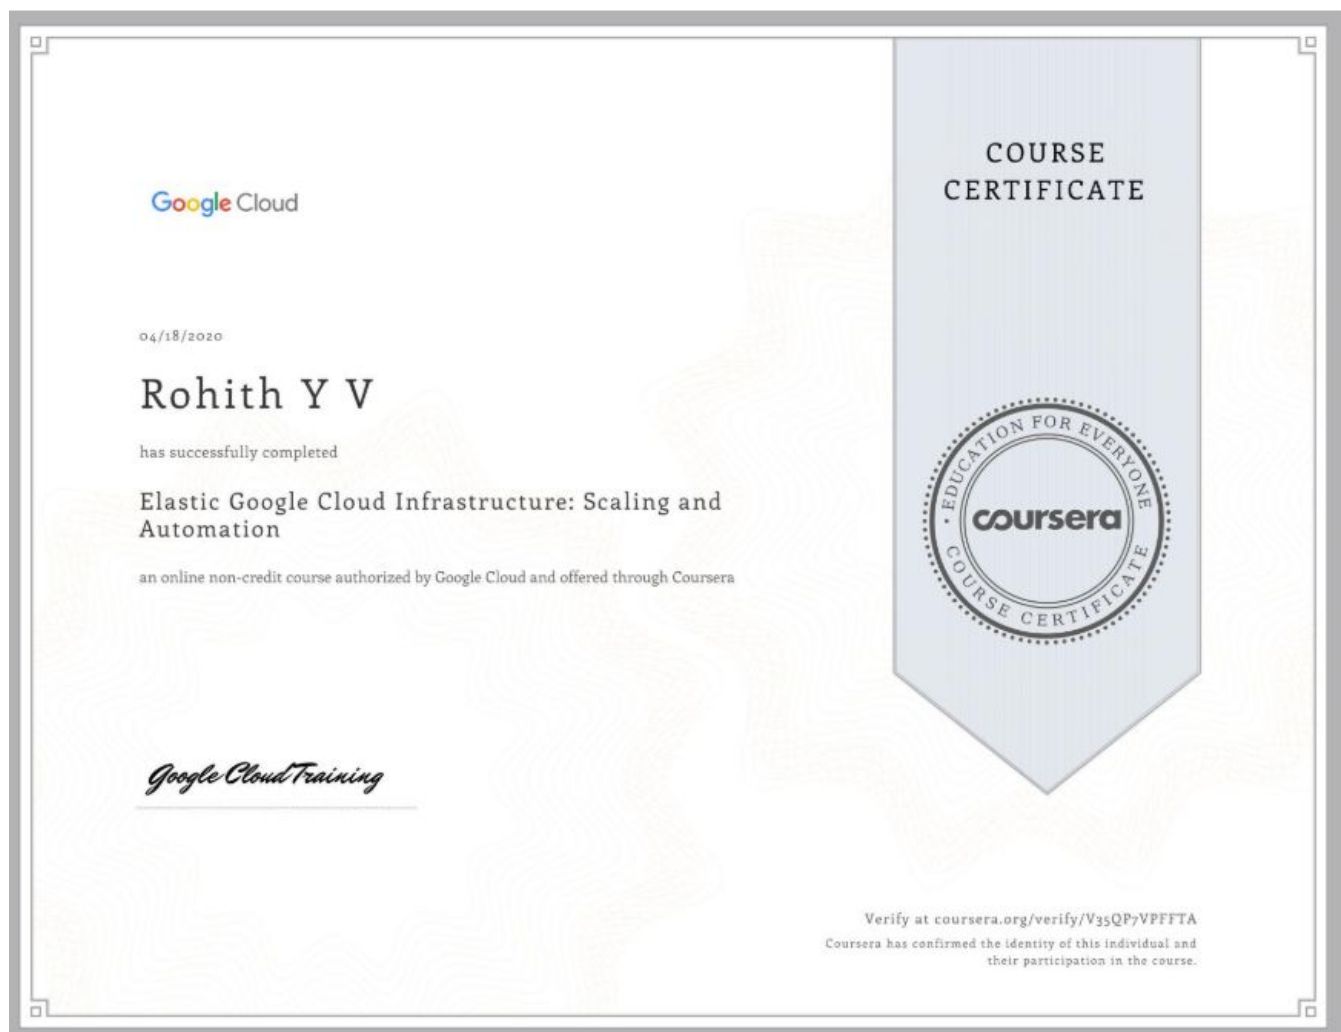 Google Cloud
COURSE
CERTIFICATE
04/18/2020
Rohith Y V
has successfully completed
Elastic Google Cloud Infrastructure: Scaling and
Automation
an online non-credit course authorized by Google Cloud and offered through Coursera
EDUCATION FOR EVERYONE
coursera
COURSE CERTIFICATE
Google Cloud Training
Verify at coursera.org/verify/V35QP7VPFFTA
Coursera has confirmed the identity of this individual and
their participation in the course.